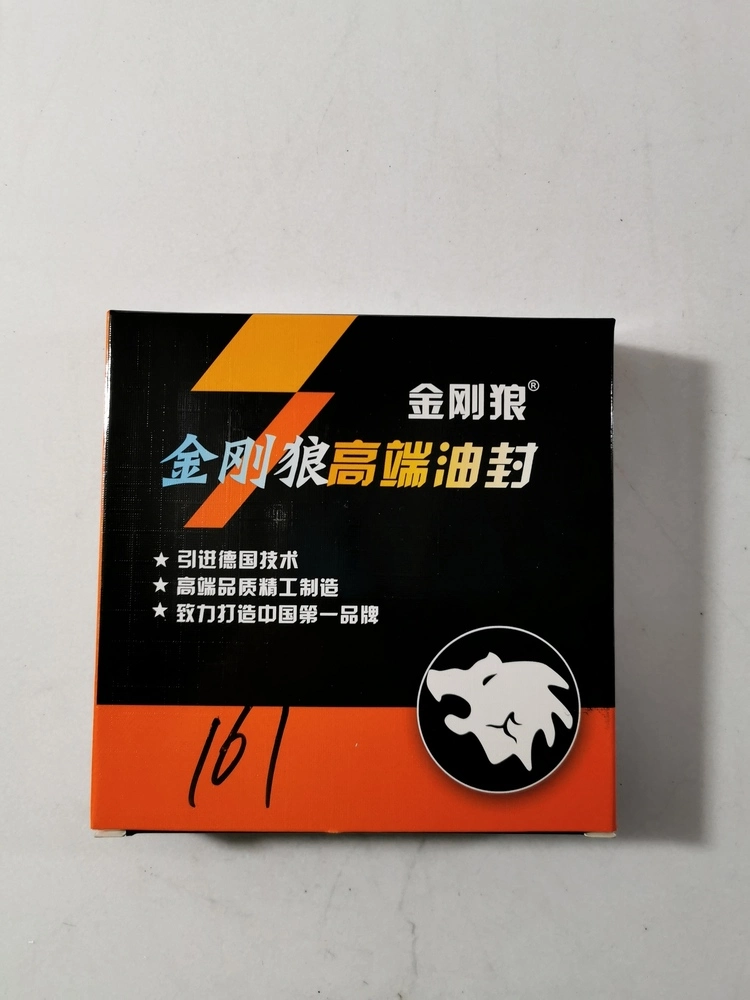 金刚狼®
金刚狼高端油封
★ 引进德国技术
★ 高端品质精工制造
★ 致力打造中国第一品牌
161